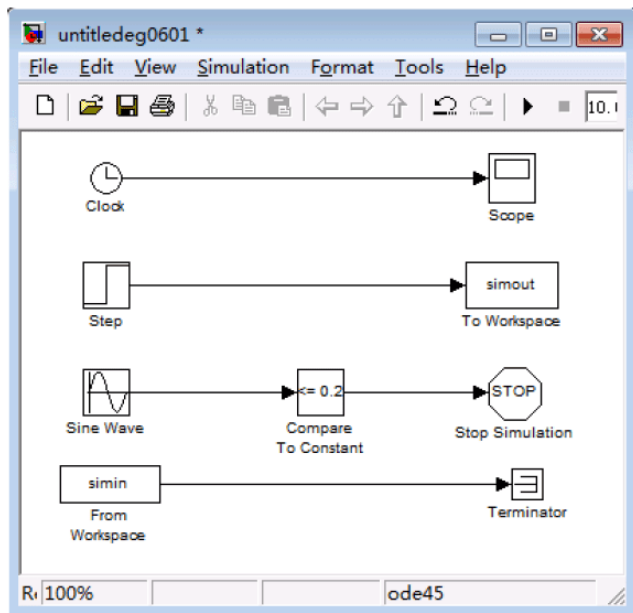 untitledeg0601 *
File Edit View Simulation Format Tools Help
10.
Clock
Scope
Step
simout
To Workspace
Sine Wave
<= 0.2
Compare
To Constant
STOP
Stop Simulation
simin
From
Workspace
Terminator
100%
ode45